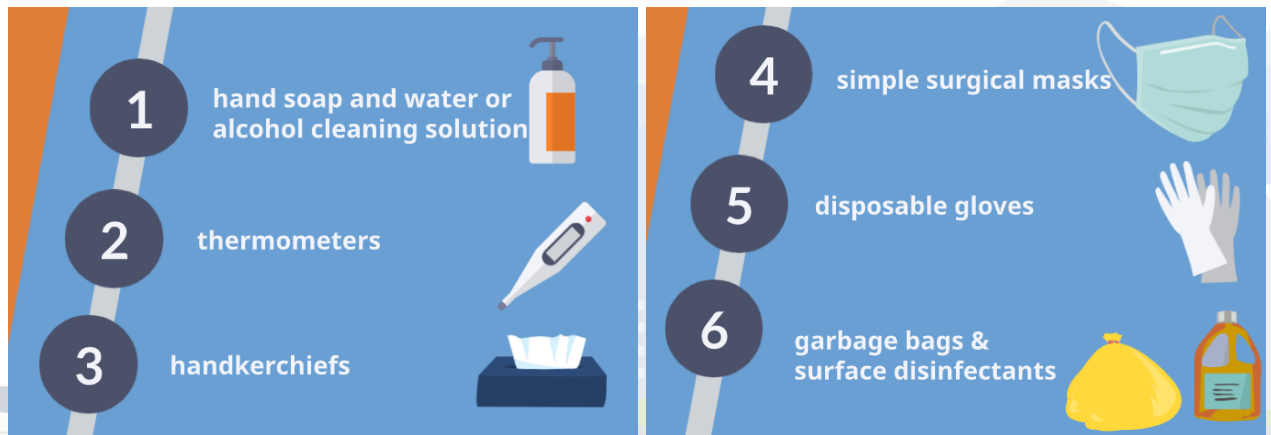 1
hand soap and water or
alcohol cleaning solution
2
thermometers
3
handkerchiefs
4
simple surgical masks
5
disposable gloves
6
garbage bags &
surface disinfectants